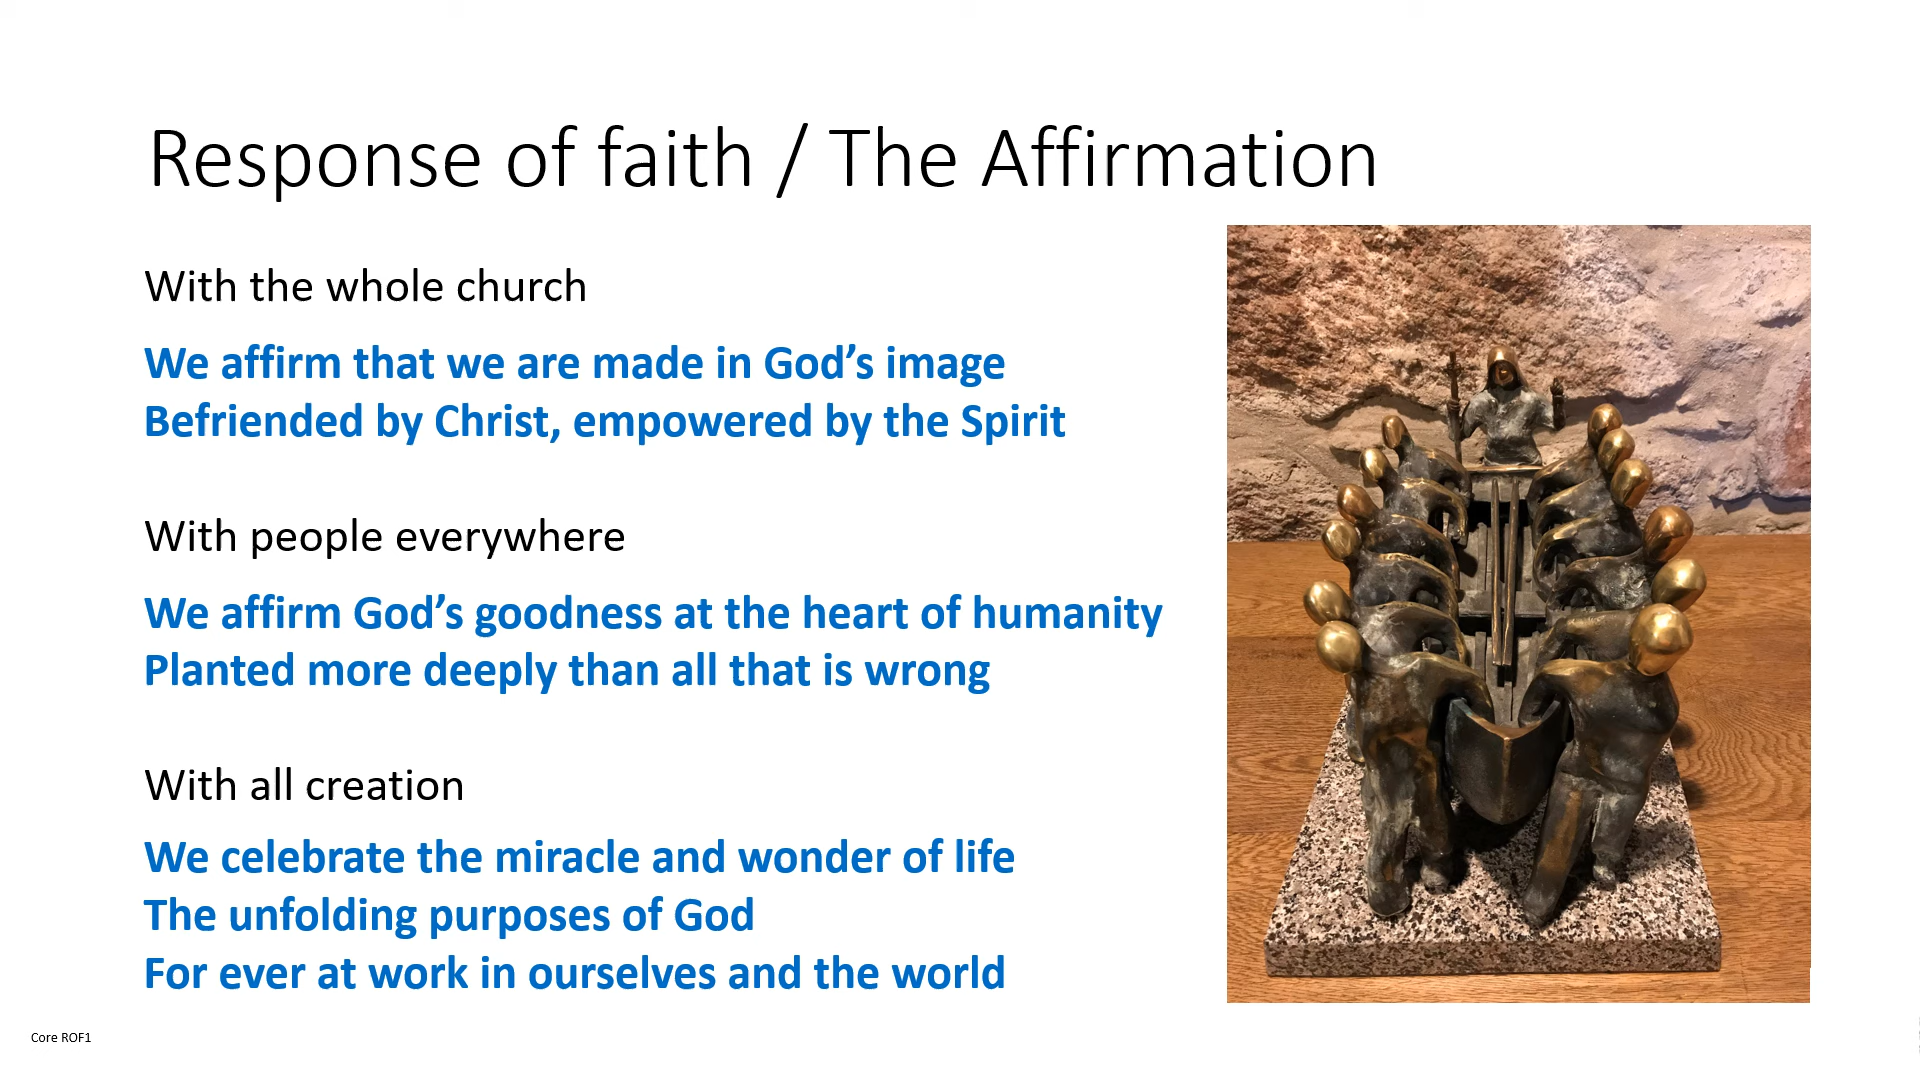 Response of faith / The Affirmation
With the whole church
We affirm that we are made in God’s image
Befriended by Christ, empowered by the Spirit
With people everywhere
We affirm God’s goodness at the heart of humanity
Planted more deeply than all that is wrong
With all creation
We celebrate the miracle and wonder of life
The unfolding purposes of God
For ever at work in ourselves and the world
Core ROF1